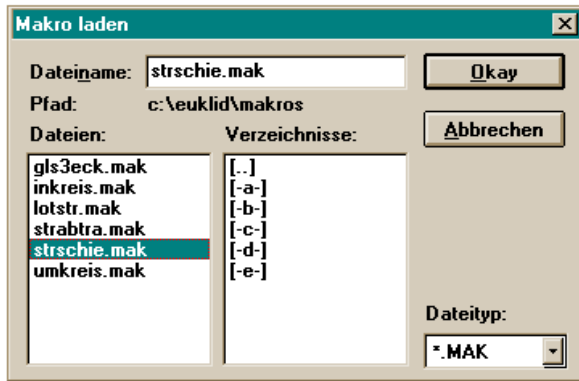 Makro laden
Dateiname: strschie.mak
Okay
Pfad: c:\euklid\makros
Abbrechen
Dateien:
Verzeichnisse:
gls3eck.mak
inkreis.mak
lotstr.mak
strabtra.mak
strschie.mak
umkreis.mak
[..]
[-a-]
[-b-]
[-c-]
[-d-]
[-e-]
Dateityp:
*.MAK